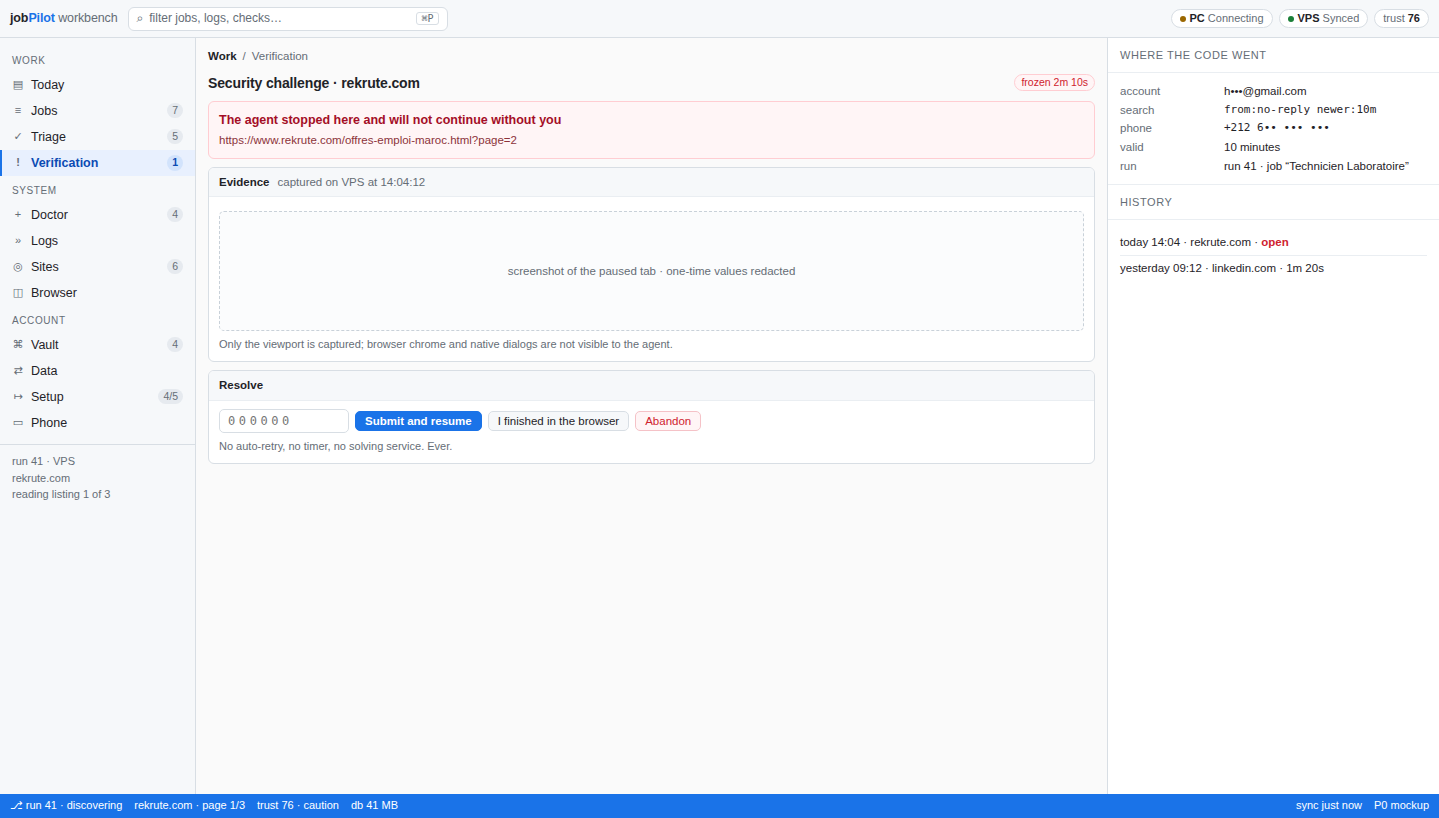 jobPilot workbench
⌕ filter jobs, logs, checks… ⌘P
PC Connecting
VPS Synced
trust 76
WORK
Today
Jobs 7
Triage 5
! Verification 1
SYSTEM
+ Doctor 4
» Logs
Sites 6
Browser
ACCOUNT
⌘ Vault 4
⇄ Data
↦ Setup 4/5
Phone
run 41 · VPS
rekrute.com
reading listing 1 of 3
Work / Verification
Security challenge · rekrute.com
frozen 2m 10s
The agent stopped here and will not continue without you
https://www.rekrute.com/offres-emploi-maroc.html?page=2
Evidence captured on VPS at 14:04:12
screenshot of the paused tab · one-time values redacted
Only the viewport is captured; browser chrome and native dialogs are not visible to the agent.
Resolve
000000 Submit and resume I finished in the browser Abandon
No auto-retry, no timer, no solving service. Ever.
WHERE THE CODE WENT
account h•••@gmail.com
search from:no-reply newer:10m
phone +212 6•• ••• •••
valid 10 minutes
run run 41 · job “Technicien Laboratoire”
HISTORY
today 14:04 · rekrute.com · open
yesterday 09:12 · linkedin.com · 1m 20s
⎇ run 41 · discovering rekrute.com · page 1/3 trust 76 · caution db 41 MB
sync just now P0 mockup